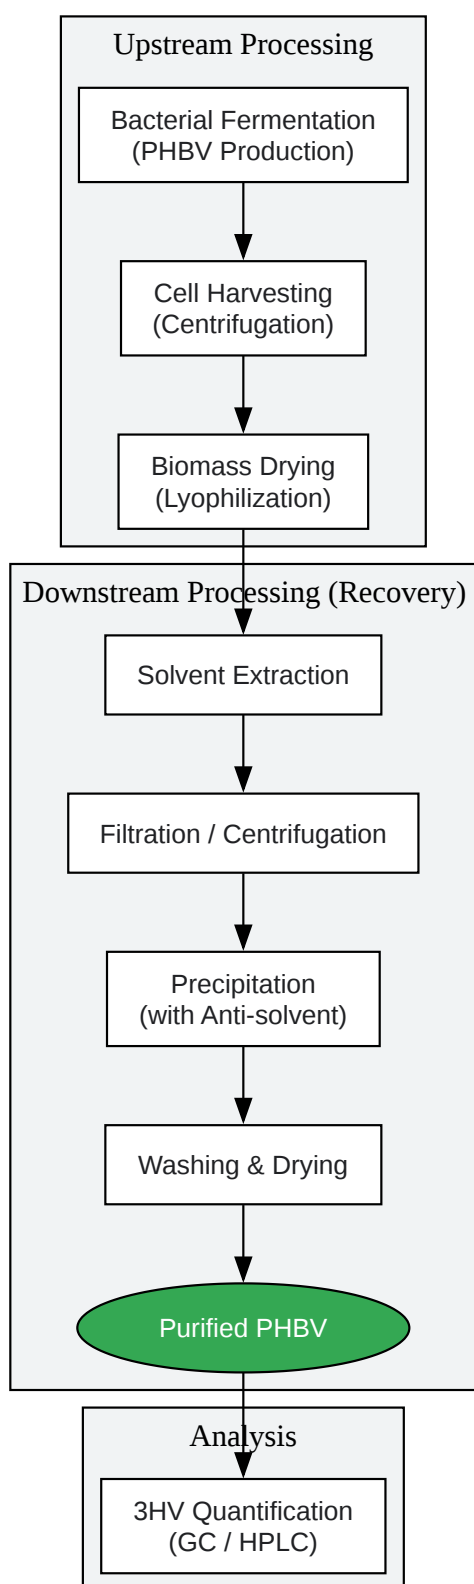 Upstream Processing
Bacterial Fermentation
(PHBV Production)
Cell Harvesting
(Centrifugation)
Biomass Drying
(Lyophilization)
Downstream Processing (Recovery)
Solvent Extraction
Filtration / Centrifugation
Precipitation
(with Anti-solvent)
Washing & Drying
Purified PHBV
Analysis
3HV Quantification
(GC / HPLC)